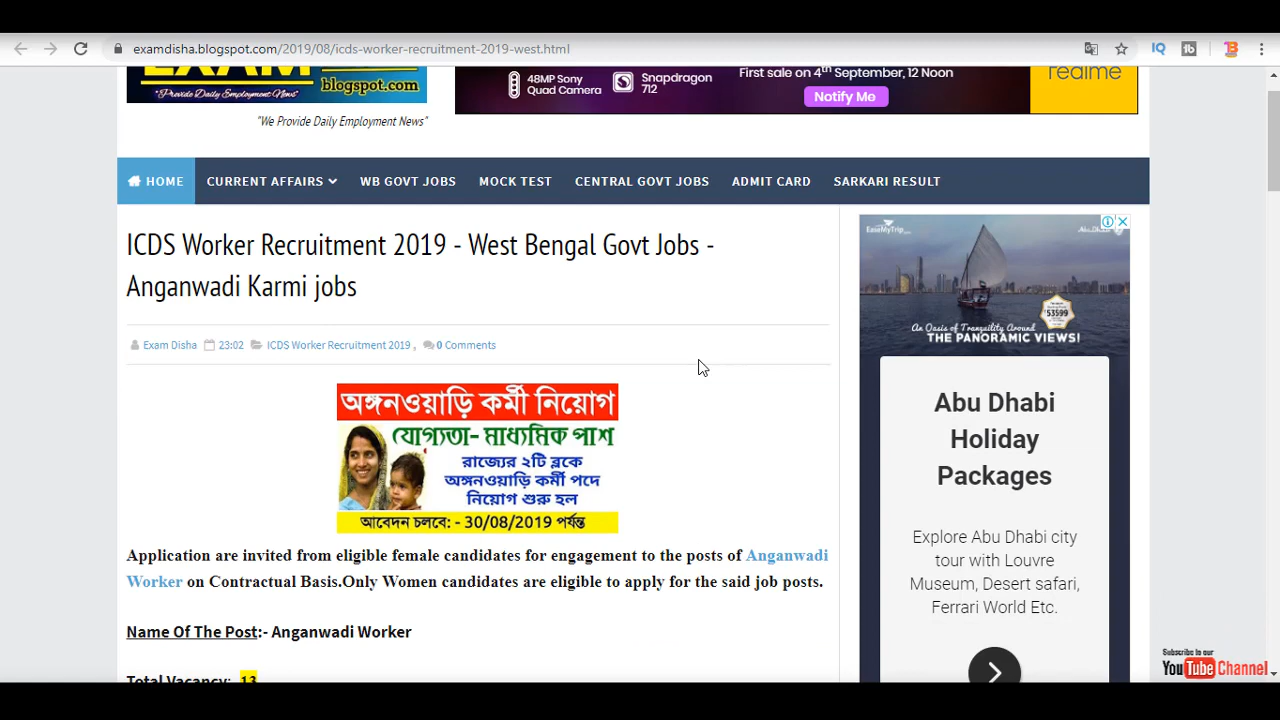 examdisha.blogspot.com/2019/08/icds-worker-recruitment-2019-west.html
EXAM
blogspot.com
"Provide Daily Employment News"
"We Provide Daily Employment News"
48MP Sony
Quad Camera
Snapdragon
712
First sale on 4th September, 12 Noon
Notify Me
realme
HOME CURRENT AFFAIRS WB GOVT JOBS MOCK TEST CENTRAL GOVT JOBS ADMIT CARD SARKARI RESULT
ICDS Worker Recruitment 2019 - West Bengal Govt Jobs -
Anganwadi Karmi jobs
Exam Disha 23:02 ICDS Worker Recruitment 2019 , 0 Comments
অঙ্গনওয়াড়ি কর্মী নিয়োগ
যোগ্যতা- মাধ্যমিক পাশ
রাজ্যের ২টি ব্লকে
অঙ্গনওয়াড়ি কর্মী পদে
নিয়োগ শুরু হল
আবেদন চলবে: - 30/08/2019 পর্যন্ত
Application are invited from eligible female candidates for engagement to the posts of Anganwadi
Worker on Contractual Basis.Only Women candidates are eligible to apply for the said job posts.
Name Of The Post:- Anganwadi Worker
Total Vacancy: 13
EaseMyTrip.com
53599
An Oasis of Tranquility Around
THE PANORAMIC VIEWS!
Abu Dhabi
Holiday
Packages
Explore Abu Dhabi city
tour with Louvre
Museum, Desert safari,
Ferrari World Etc.
Subscribe to our
YouTube Channel